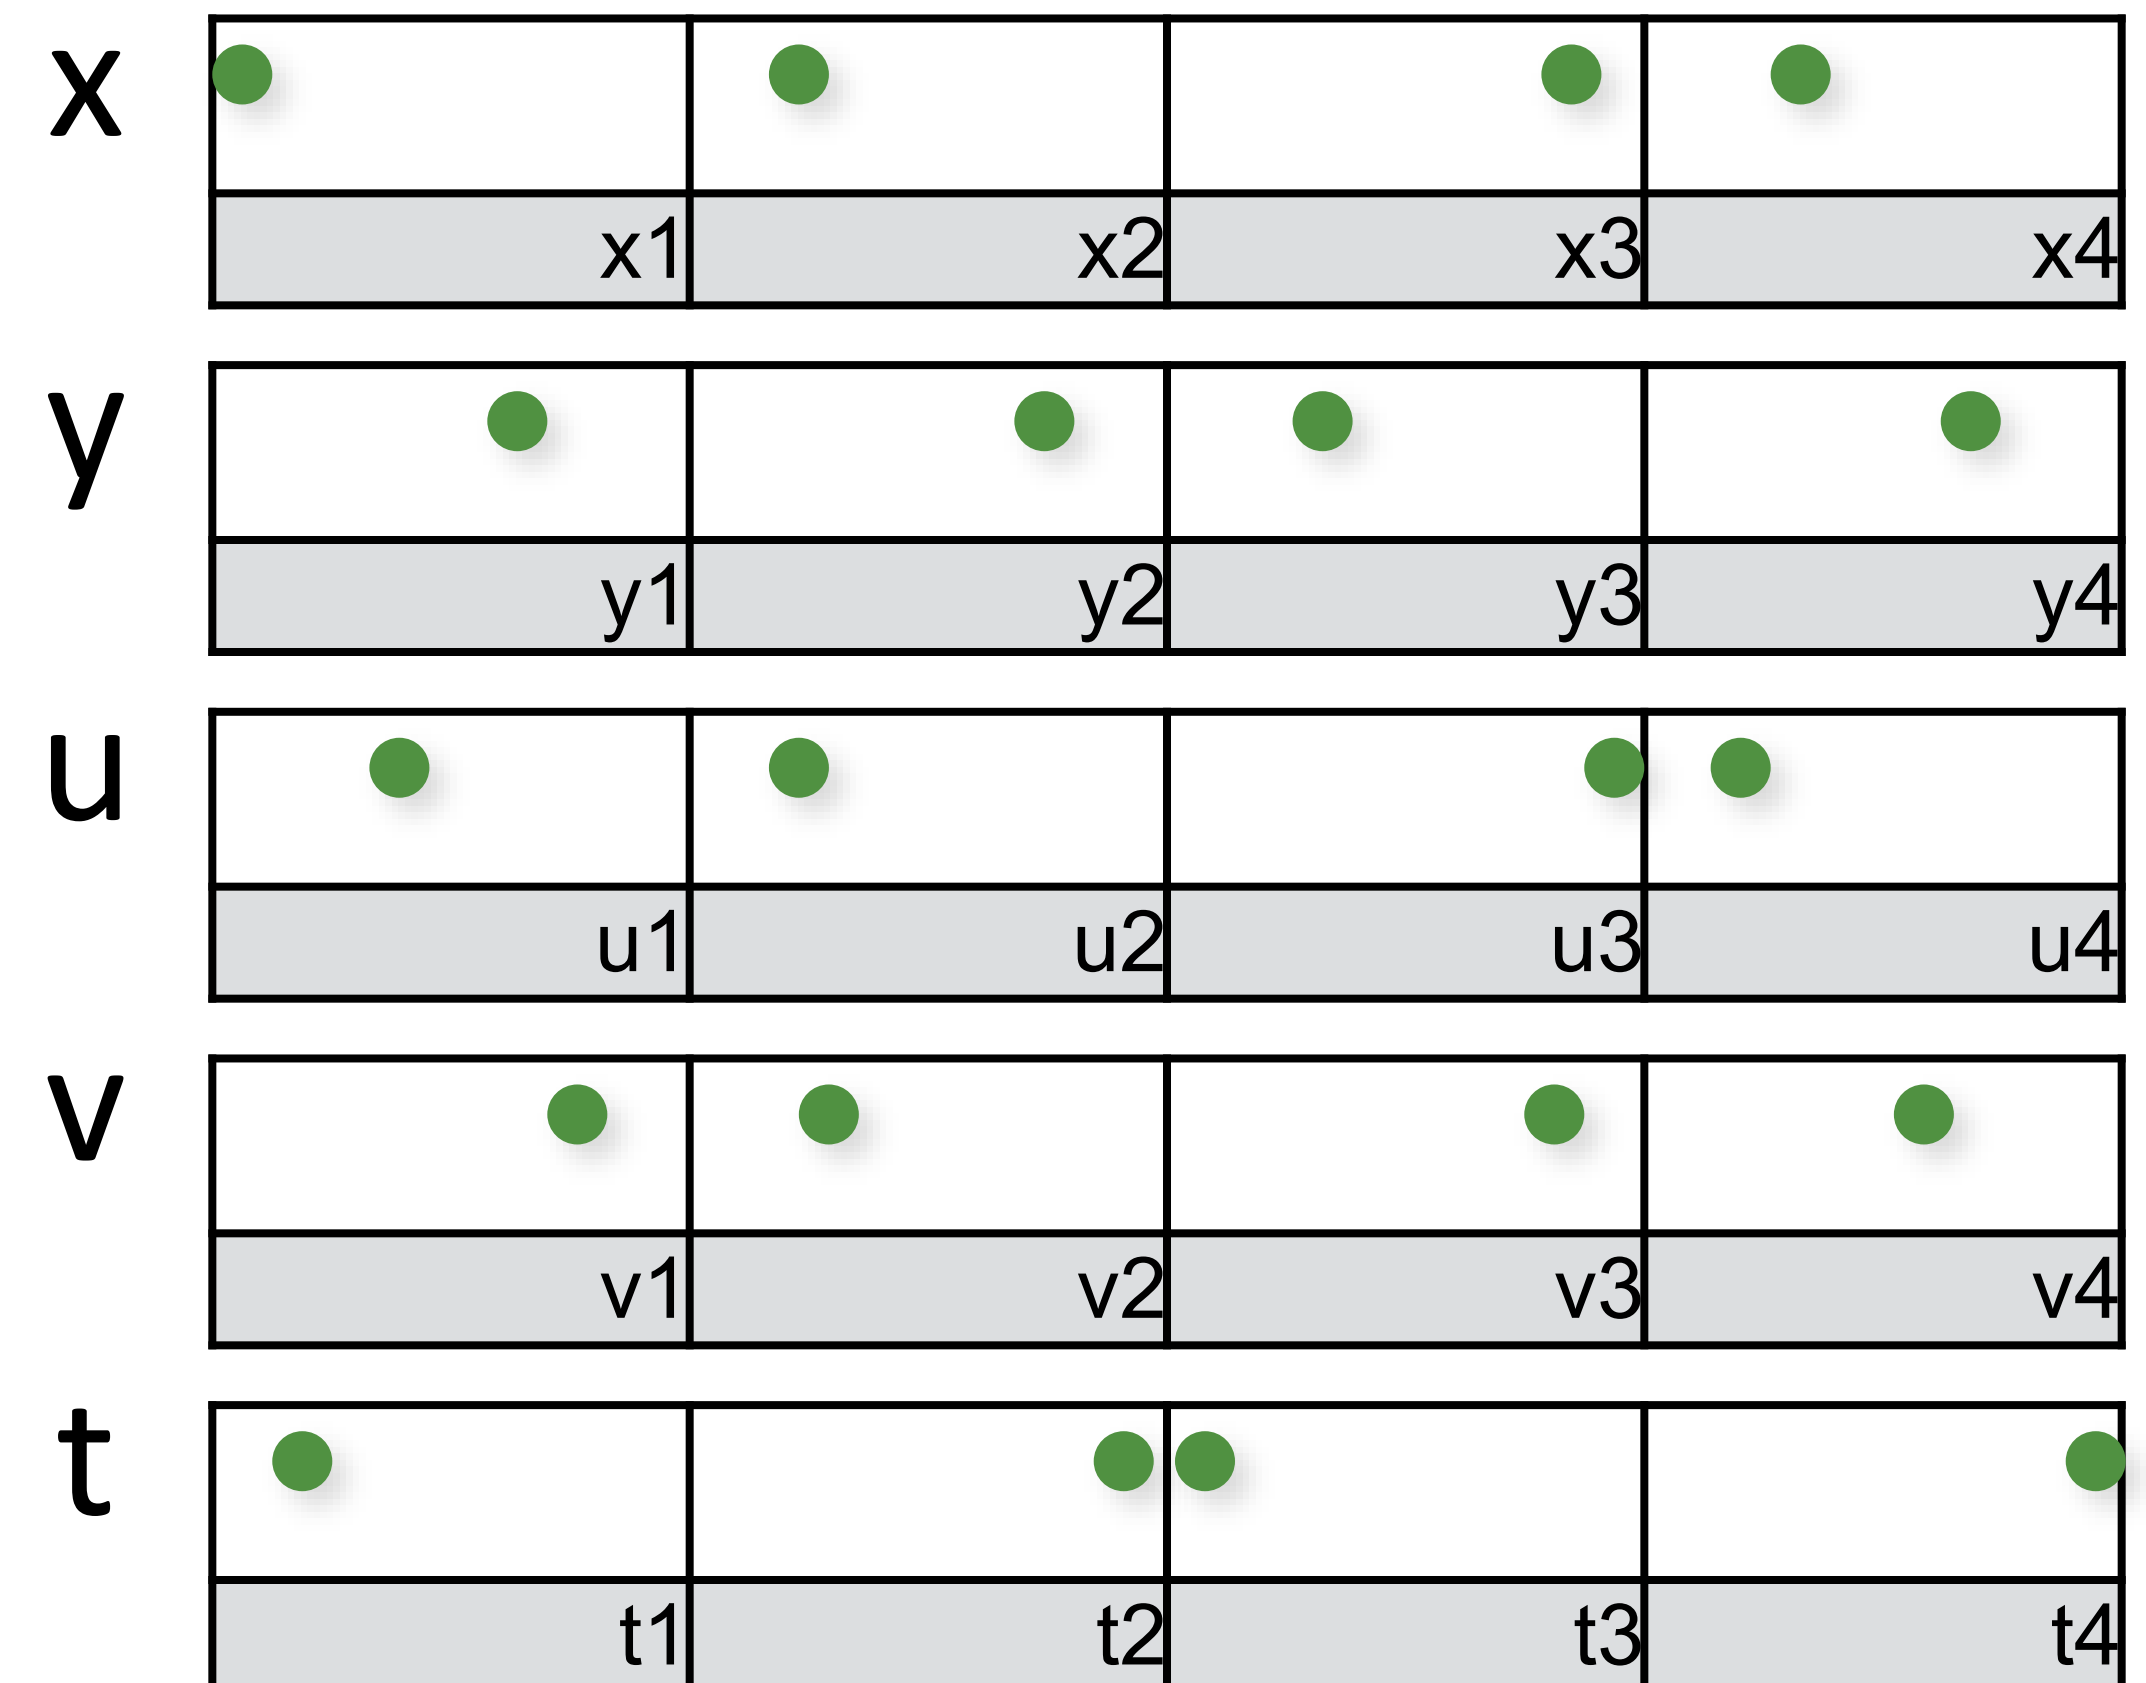 x
x1 x2 x3 x4
y
y1 y2 y3 y4
u
u1 u2 u3 u4
v
v1 v2 v3 v4
t
t1 t2 t3 t4